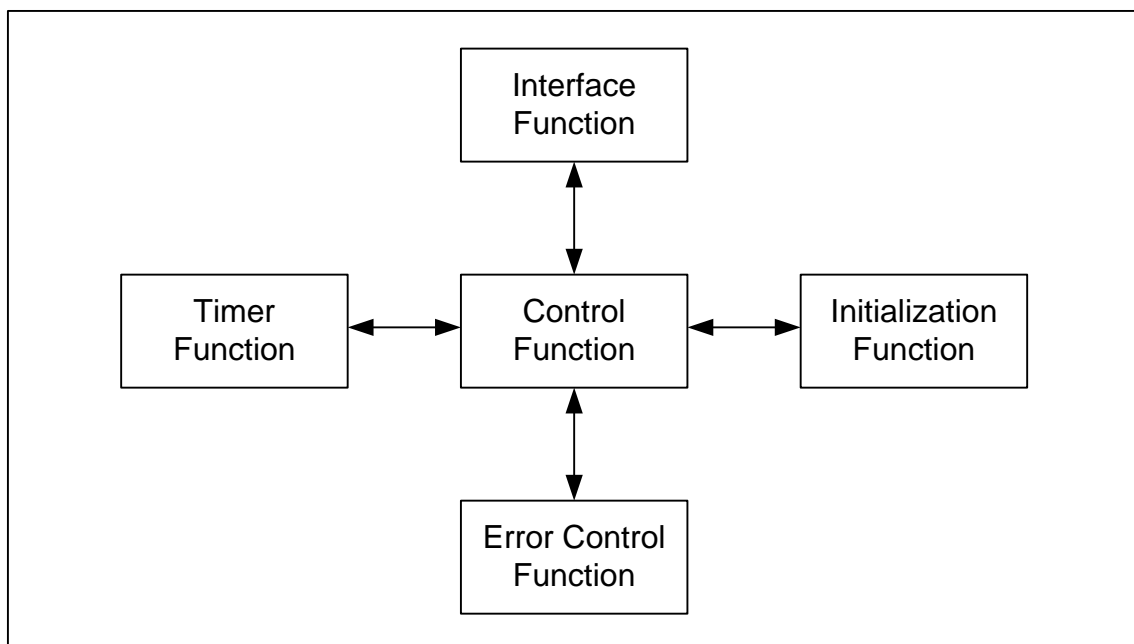 Interface
Function
Timer
Function
Control
Function
Initialization
Function
Error Control
Function